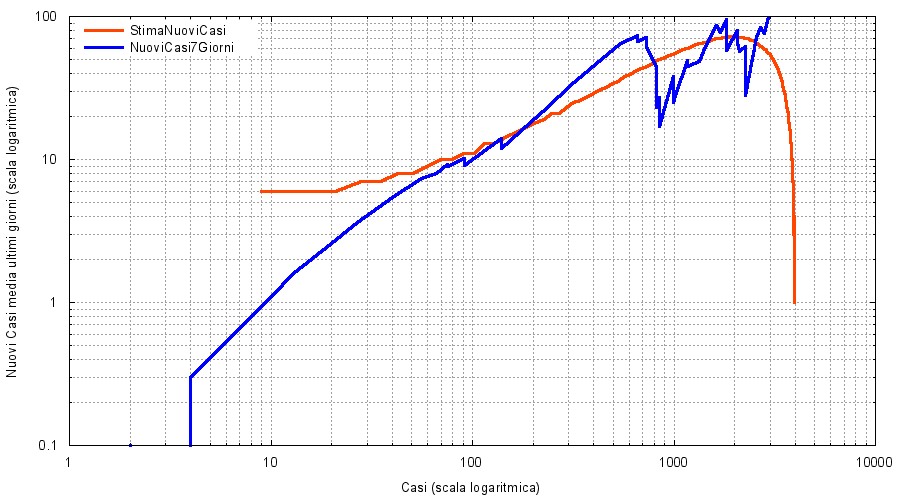 100
StimaNuoviCasi
NuoviCasi7Giorni
10
1
0.1
Nuovi Casi media ultimi giorni (scala logaritmica)
1
10
100
1000
10000
Casi (scala logaritmica)